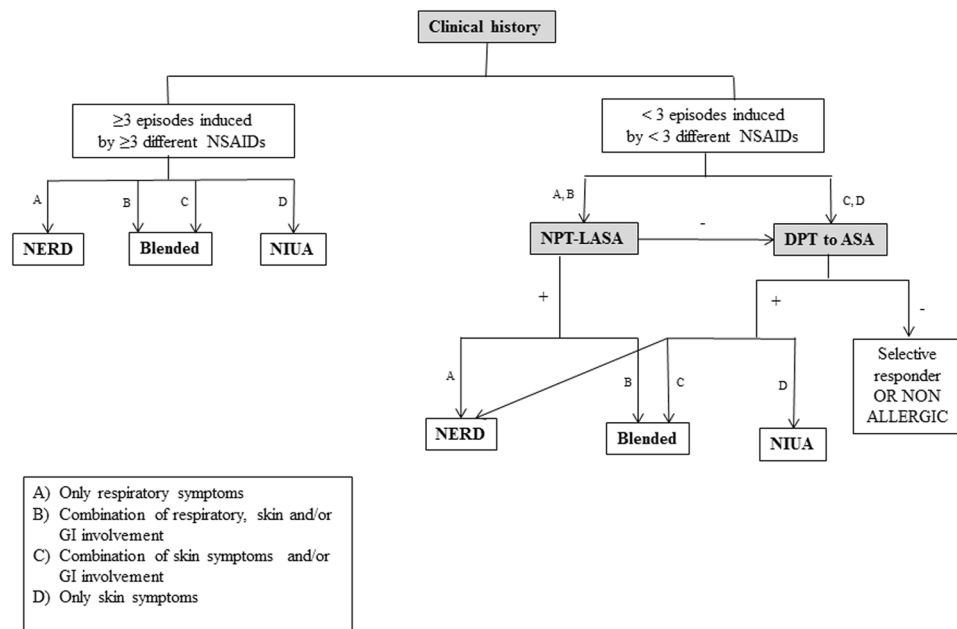 Clinical history
≥3 episodes induced
by ≥3 different NSAIDs
< 3 episodes induced
by < 3 different NSAIDs
A
B
C
D
A, B
C, D
NERD
Blended
NIUA
NPT-LASA
-
DPT to ASA
+
+
-
Selective
responder
OR NON
ALLERGIC
A
B
C
D
NERD
Blended
NIUA
A) Only respiratory symptoms
B) Combination of respiratory, skin and/or
GI involvement
C) Combination of skin symptoms and/or
GI involvement
D) Only skin symptoms